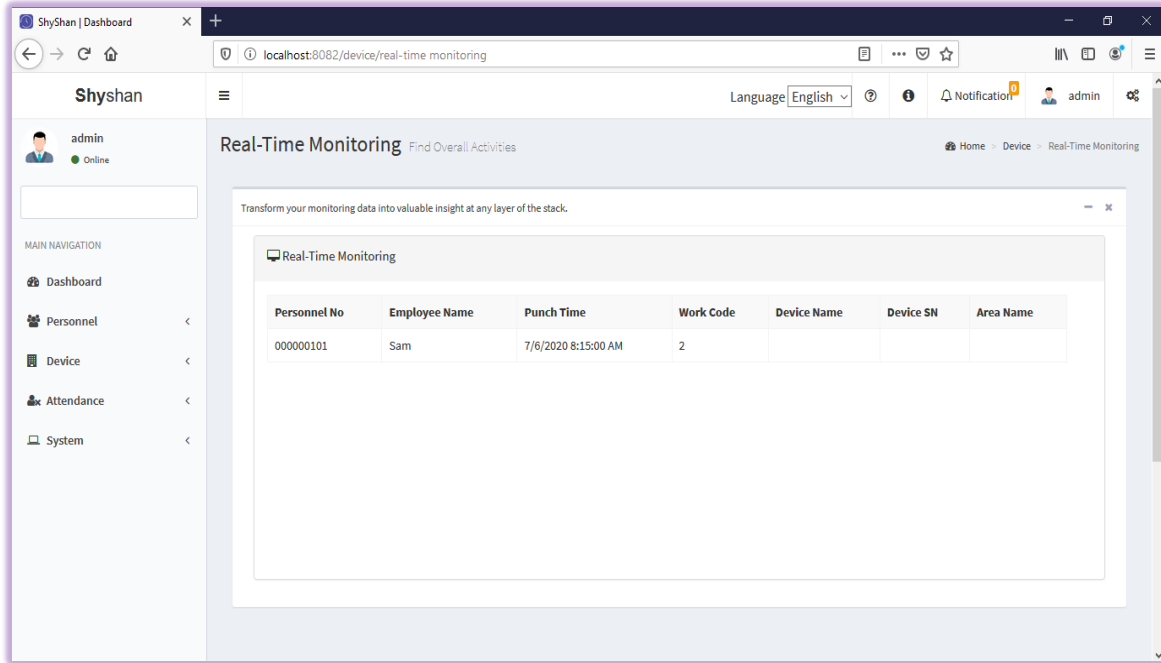 ShyShan | Dashboard
localhost:8082/device/real-time monitoring
Shyshan
Language English
0
Notification
admin
admin
Online
Real-Time Monitoring Find Overall Activities
Home > Device > Real-Time Monitoring
MAIN NAVIGATION
Dashboard
Personnel
Device
Attendance
System
Transform your monitoring data into valuable insight at any layer of the stack.
Real-Time Monitoring
Personnel No Employee Name Punch Time Work Code Device Name Device SN Area Name
000000101 Sam 7/6/2020 8:15:00 AM 2